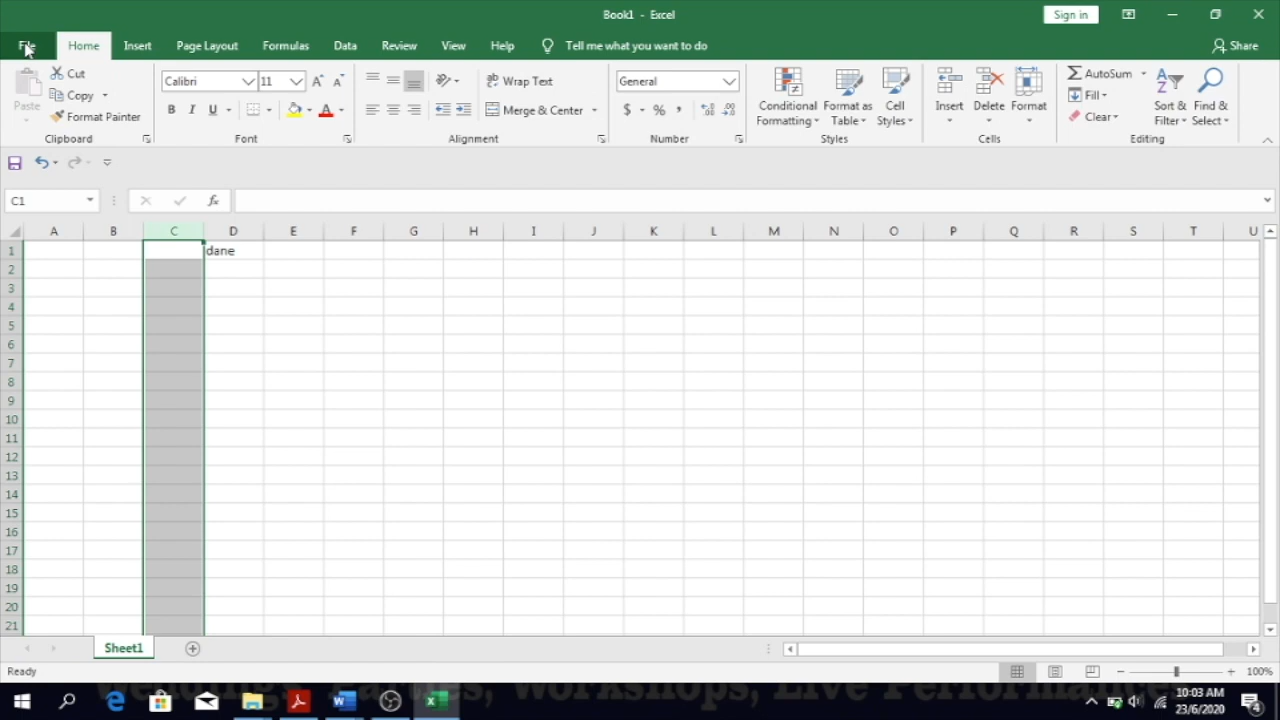 Book1 - Excel
Sign in
File Home Insert Page Layout Formulas Data Review View Help Tell me what you want to do Share
Paste Cut Copy Format Painter Clipboard
Calibri 11 B I U A Font
ab Wrap Text Merge & Center Alignment
General $ % , Number
Conditional Formatting Format as Table Cell Styles Styles
Insert Delete Format Cells
AutoSum Fill Clear Sort & Filter Find & Select Editing
C1 fx
A B C D E F G H I J K L M N O P Q R S T U
1 dane
2
3
4
5
6
7
8
9
10
11
12
13
14
15
16
17
18
19
20
21
Sheet1
Ready 100%
10:03 AM
23/6/2020
4